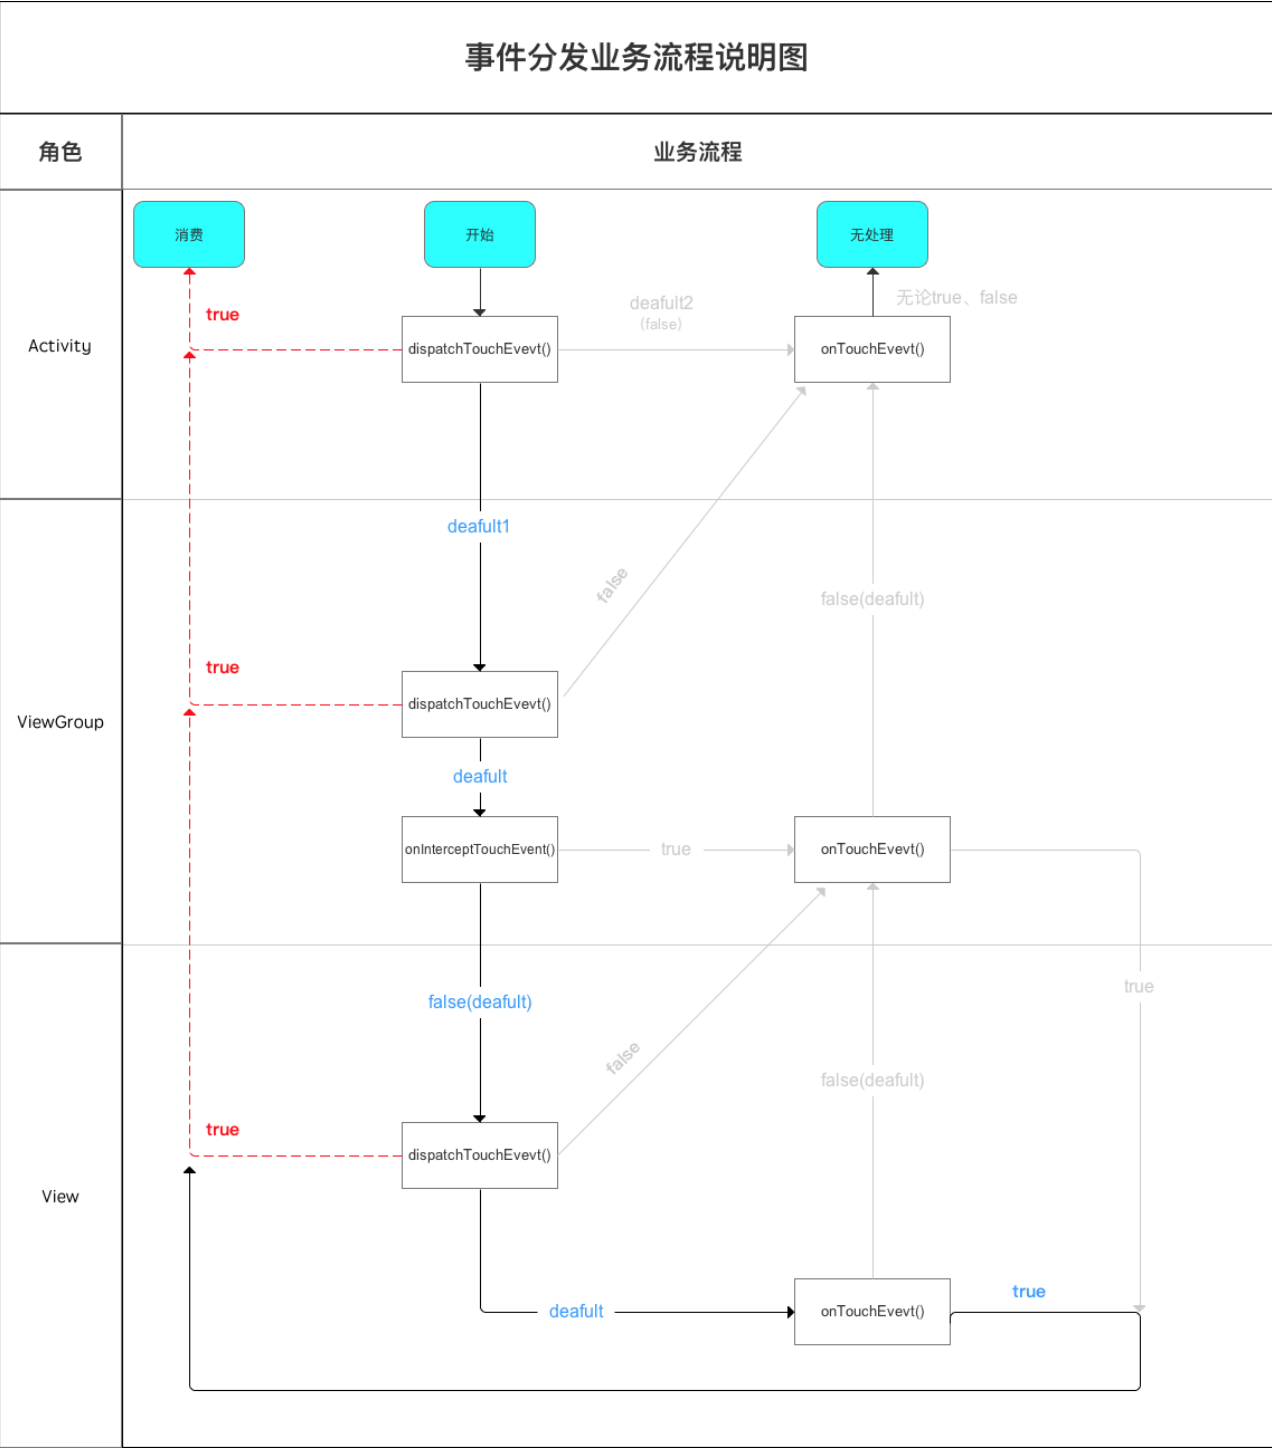 事件分发业务流程说明图
角色
业务流程
消费
开始
无处理
true
deafult2
(false)
无论true、false
Activity
dispatchTouchEvevt()
onTouchEvevt()
deafult1
false
false(deafult)
true
ViewGroup
dispatchTouchEvevt()
deafult
onInterceptTouchEvent()
true
onTouchEvevt()
true
false(deafult)
false
false(deafult)
true
View
dispatchTouchEvevt()
deafult
onTouchEvevt()
true